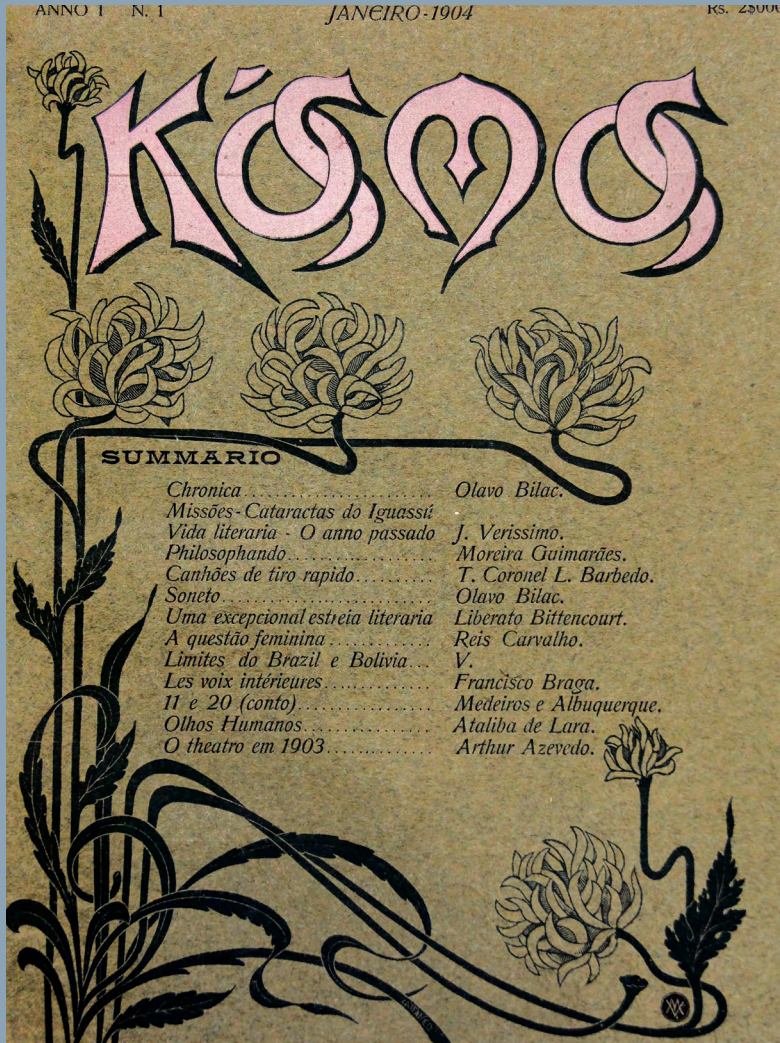 ANNO I N. 1 JANEIRO-1904 Rs. 2$000
KÓSMOS
SUMMARIO
Chronica........................ Olavo Bilac.
Missões-Cataractas do Iguassú
Vida literaria - O anno passado J. Verissimo.
Philosophando................... Moreira Guimarães.
Canhões de tiro rapido.......... T. Coronel L. Barbedo.
Soneto.......................... Olavo Bilac.
Uma excepcional estreia literaria Liberato Bittencourt.
A questão feminina.............. Reis Carvalho.
Limites do Brazil e Bolivia... V.
Les voix intérieures............ Francisco Braga.
11 e 20 (conto)................. Medeiros e Albuquerque.
Olhos Humanos................... Ataliba de Lara.
O theatro em 1903............... Arthur Azevedo.